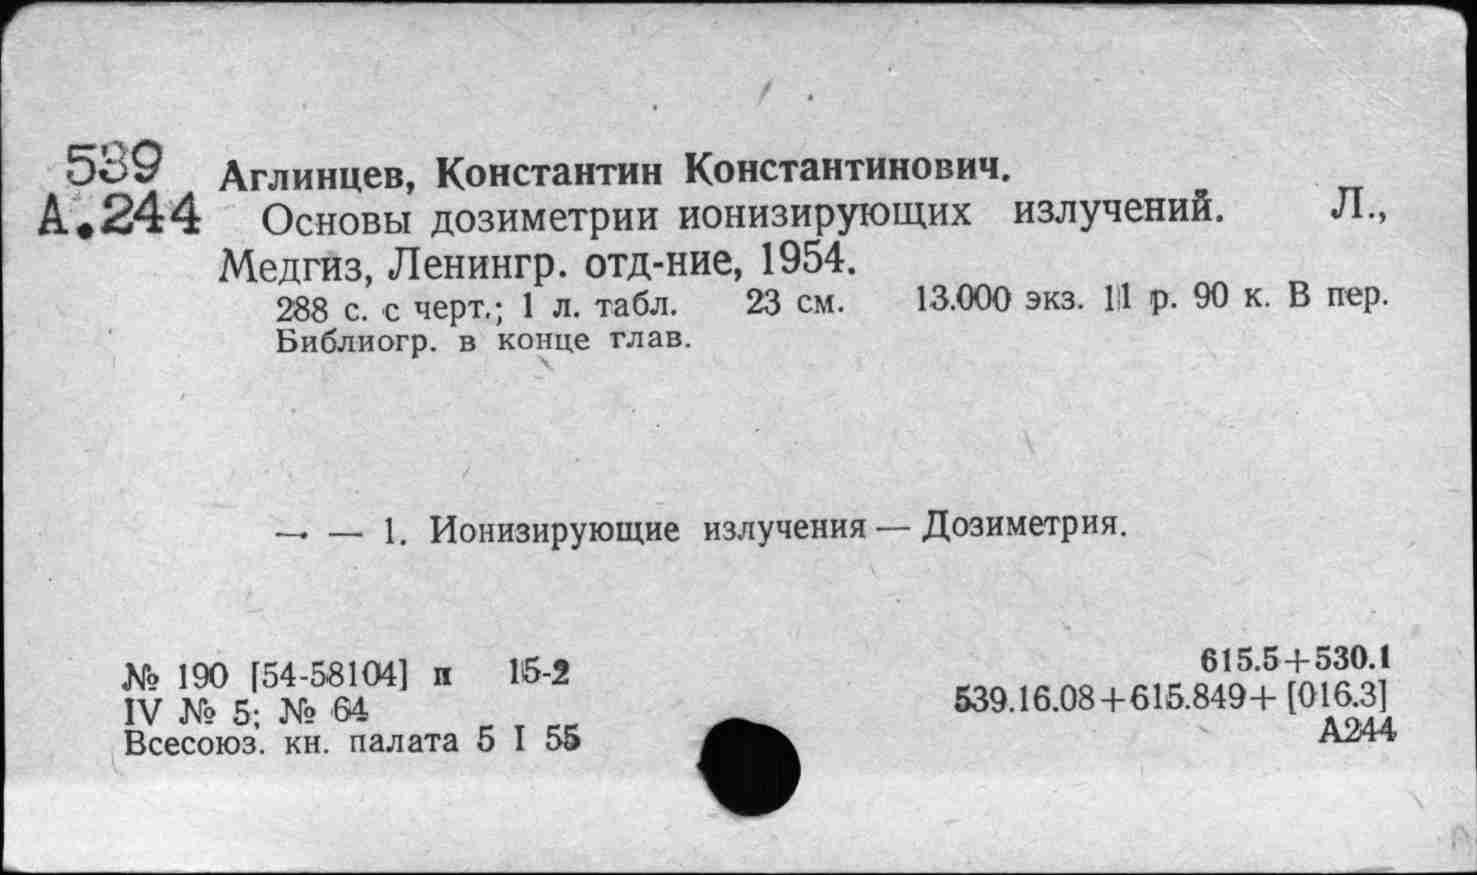 539 Аглинцев, Константин Константинович.
А.244 Основы дозиметрии ионизирующих излучений. Л.,
Медгиз, Ленингр. отд-ние, 1954.
288 с. с черт.; 1 л. табл. 23 см. 13.000 экз. 11 р. 90 к. В пер.
Библиогр. в конце глав.
—. — 1. Ионизирующие излучения — Дозиметрия.
№ 190 [54-58104] п 15-2
IV № 5; № 64
Всесоюз. кн. палата 5 I 55
615.5+530.1
539.16.08+615.849+ [016.3]
А244